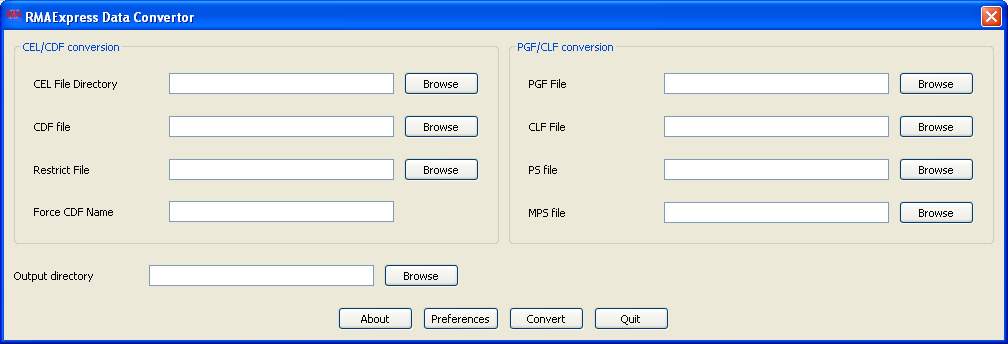 RMAExpress Data Convertor
CEL/CDF conversion
CEL File Directory Browse
CDF file Browse
Restrict File Browse
Force CDF Name
PGF/CLF conversion
PGF File Browse
CLF File Browse
PS file Browse
MPS file Browse
Output directory Browse
About Preferences Convert Quit